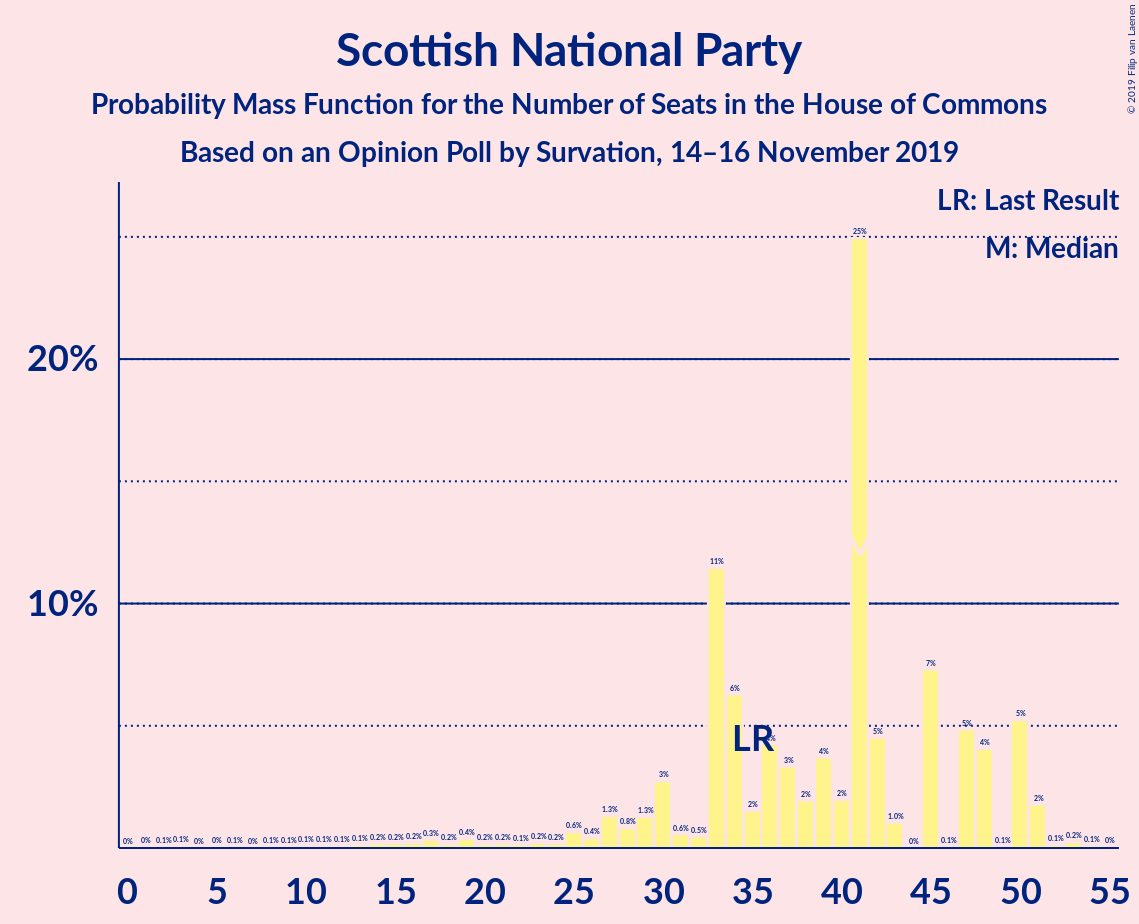 © 2019 Filip van Laenen
Scottish National Party
Probability Mass Function for the Number of Seats in the House of Commons
Based on an Opinion Poll by Survation, 14–16 November 2019
LR: Last Result
M: Median
25%
20%
11%
10%
7%
6%
5%
5%
LR
5%
4%
4%
3%
3%
2%
2%
2%
2%
1.3%
0.8%
1.3%
1.0%
0% 0% 0.1% 0.1% 0% 0% 0.1% 0% 0.1% 0.1% 0.1% 0.1% 0.1% 0.1% 0.2% 0.2% 0.2% 0.3% 0.2% 0.4% 0.2% 0.2% 0.1% 0.2% 0.2% 0.6% 0.4% 0.6% 0.5% 0% 0.1% 0.1% 0.1% 0.2% 0.1% 0%
0 5 10 15 20 25 30 35 40 45 50 55